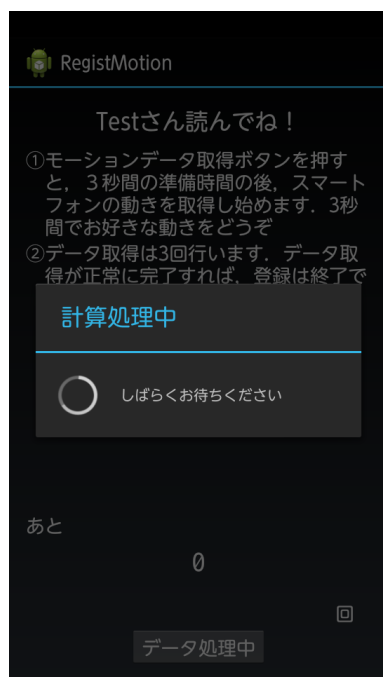 RegistMotion
Testさん読んでね！
①モーションデータ取得ボタンを押す
と，３秒間の準備時間の後，スマート
フォンの動きを取得し始めます．3秒
間でお好きな動きをどうぞ
②データ取得は3回行います．データ取
得が正常に完了すれば，登録は終了で
計算処理中
しばらくお待ちください
あと
0
データ処理中